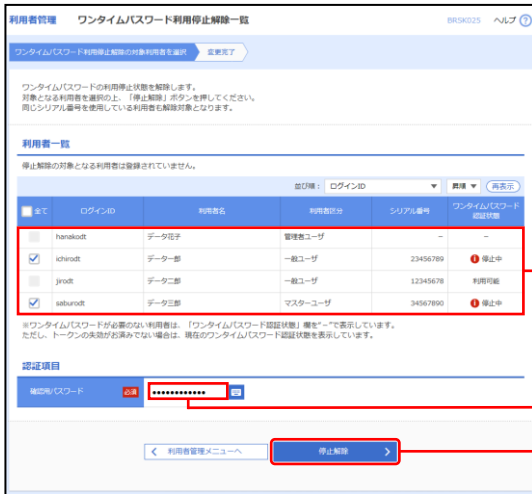 利用者管理 ワンタイムパスワード利用停止解除一覧 BRSK025 ヘルプ ?
ワンタイムパスワード利用停止解除の対象利用者を選択 変更完了
ワンタイムパスワードの利用停止状態を解除します。
対象となる利用者を選択の上、「停止解除」ボタンを押してください。
同じシリアル番号を使用している利用者も解除対象となります。
利用者一覧
停止解除の対象となる利用者は登録されていません。
並び順： ログインID ▼ 昇順 ▼ 再表示
全て ログインID 利用者名 利用者区分 シリアル番号 ワンタイムパスワード
認証状態
hanakodt データ花子 管理者ユーザ － －
ichirodt データ一郎 一般ユーザ 23456789 停止中
jirodt データ二郎 一般ユーザ 12345678 利用可能
saburodt データ三郎 マスターユーザ 34567890 停止中
※ワンタイムパスワードが必要のない利用者は、「ワンタイムパスワード認証状態」欄を"－"で表示しています。
ただし、トークンの失効がお済みでない場合は、現在のワンタイムパスワード認証状態を表示しています。
認証項目
確認用パスワード 必須 ••••••••••••
利用者管理メニューへ 停止解除